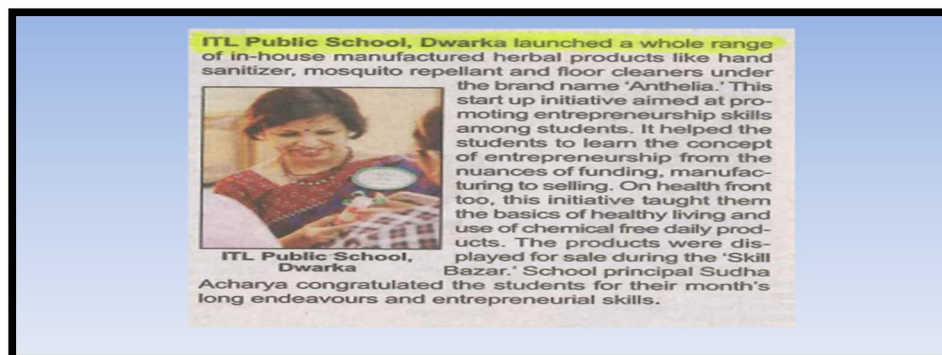 ITL Public School, Dwarka launched a whole range
of in-house manufactured herbal products like hand
sanitizer, mosquito repellant and floor cleaners under
the brand name 'Anthelia.' This
start up initiative aimed at pro-
moting entrepreneurship skills
among students. It helped the
students to learn the concept
of entrepreneurship from the
nuances of funding, manufac-
turing to selling. On health front
too, this initiative taught them
the basics of healthy living and
use of chemical free daily prod-
ucts. The products were dis-
played for sale during the 'Skill
Bazar.' School principal Sudha
Acharya congratulated the students for their month's
long endeavours and entrepreneurial skills.
ITL Public School,
Dwarka